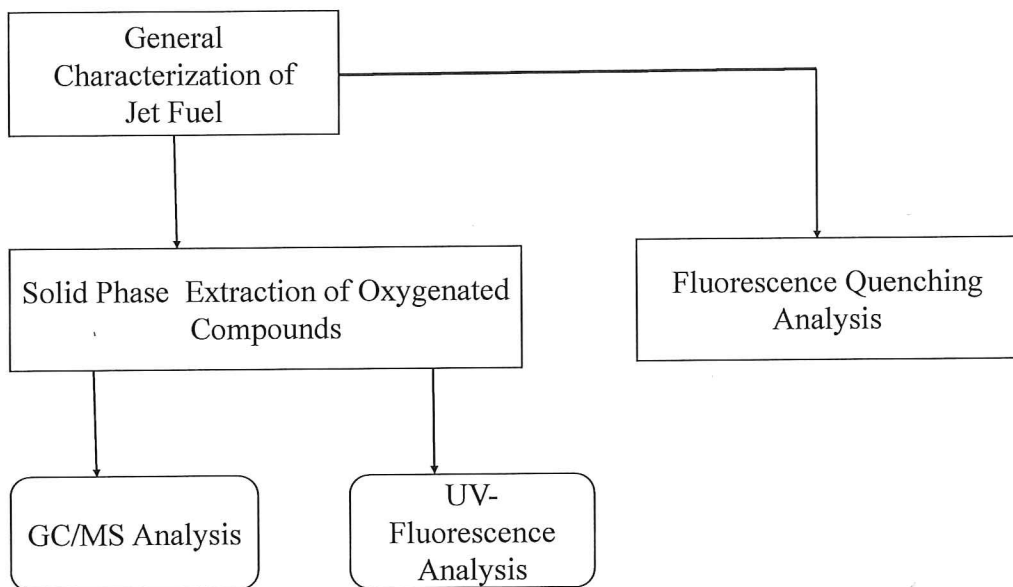 General
Characterization of
Jet Fuel
Solid Phase Extraction of Oxygenated
Compounds
Fluorescence Quenching
Analysis
GC/MS Analysis
UV-
Fluorescence
Analysis